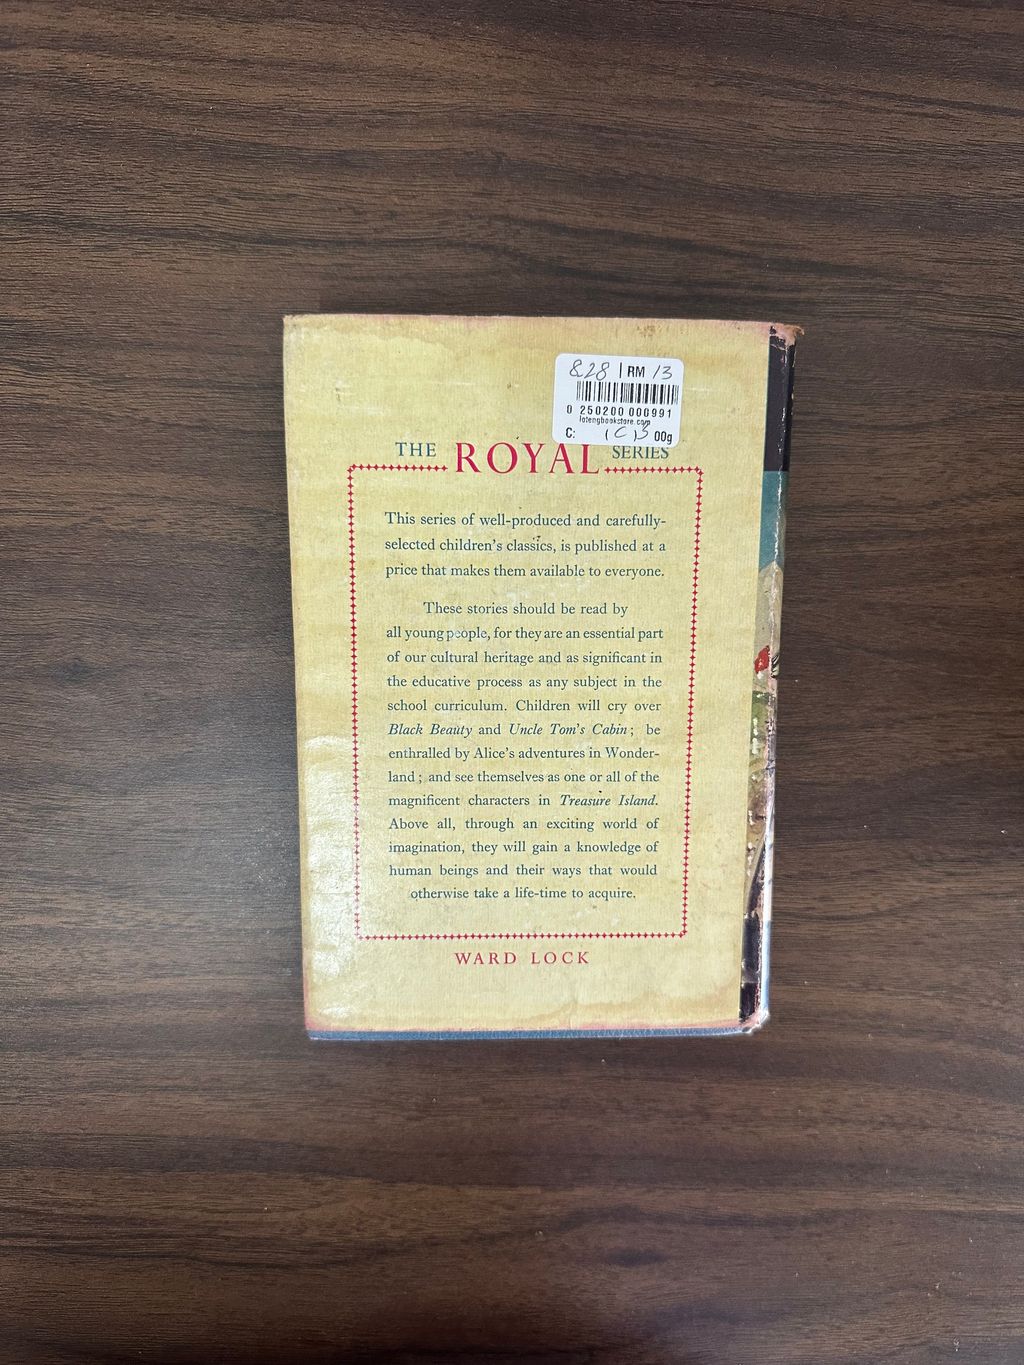 828 | RM 13
0 250200 000991
latengbookstore.com
C: (C)3 00g
THE ROYAL SERIES
This series of well-produced and carefully-
selected children's classics, is published at a
price that makes them available to everyone.
These stories should be read by
all young people, for they are an essential part
of our cultural heritage and as significant in
the educative process as any subject in the
school curriculum. Children will cry over
Black Beauty and Uncle Tom's Cabin; be
enthralled by Alice's adventures in Wonder-
land; and see themselves as one or all of the
magnificent characters in Treasure Island.
Above all, through an exciting world of
imagination, they will gain a knowledge of
human beings and their ways that would
otherwise take a life-time to acquire.
WARD LOCK